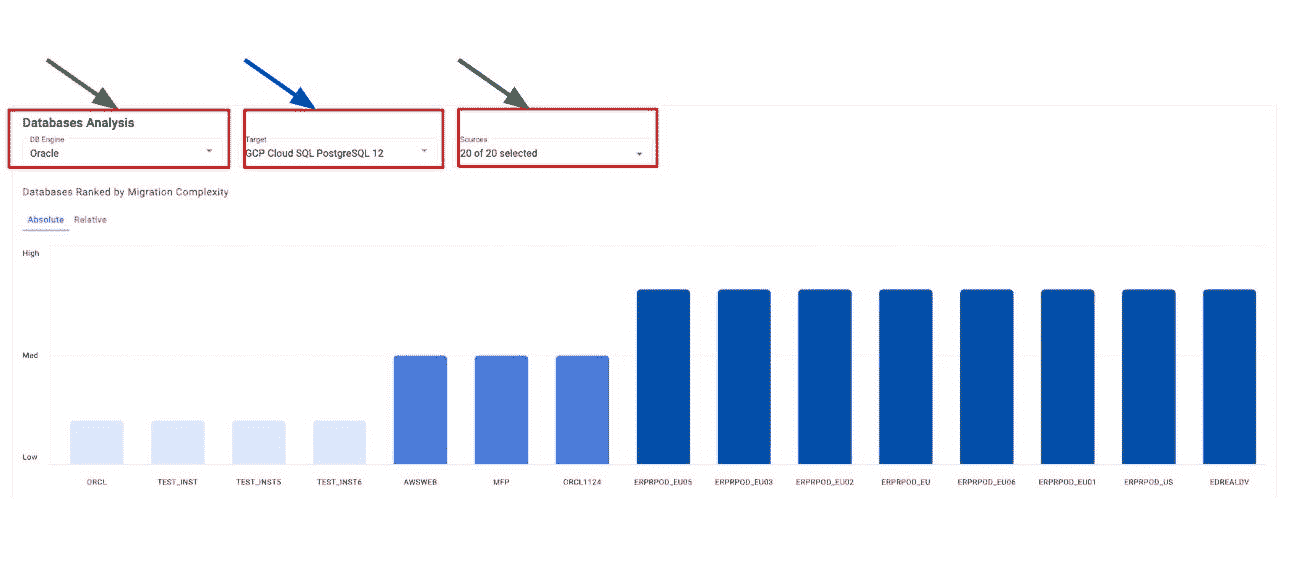 Databases Analysis
DB Engine
Target
Sources
Oracle
GCP Cloud SQL PostgreSQL 12
20 of 20 selected
Databases Ranked by Migration Complexity
Absolute Relative
High
Med
Low
ORCL TEST_INST TEST_INST5 TEST_INST6 AWSWEB MFP ORCL1124 ERPRPOD_EU05 ERPRPOD_EU03 ERPRPOD_EU02 ERPRPOD_EU ERPRPOD_EU06 ERPRPOD_EU01 ERPRPOD_US EDREALDV